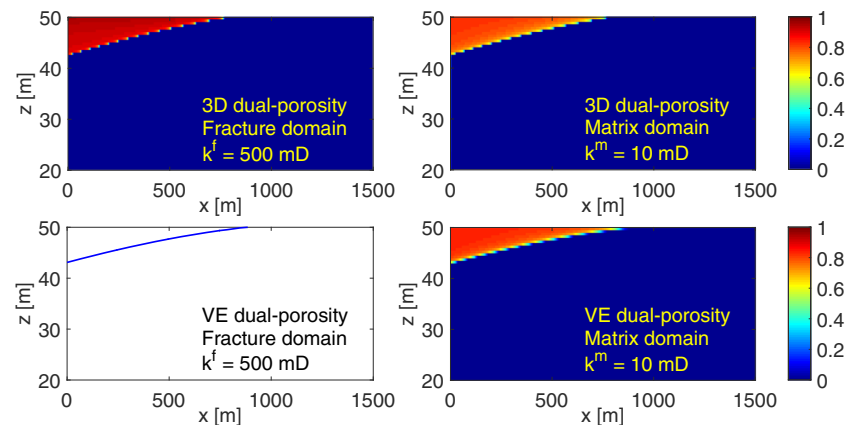 50
40
30
20
z [m]
0 500 1000 1500
x [m]
3D dual-porosity
Fracture domain
k^f = 500 mD
50
40
30
20
z [m]
0 500 1000 1500
x [m]
3D dual-porosity
Matrix domain
k^m = 10 mD
1
0.8
0.6
0.4
0.2
0
50
40
30
20
z [m]
0 500 1000 1500
x [m]
VE dual-porosity
Fracture domain
k^f = 500 mD
50
40
30
20
z [m]
0 500 1000 1500
x [m]
VE dual-porosity
Matrix domain
k^m = 10 mD
1
0.8
0.6
0.4
0.2
0